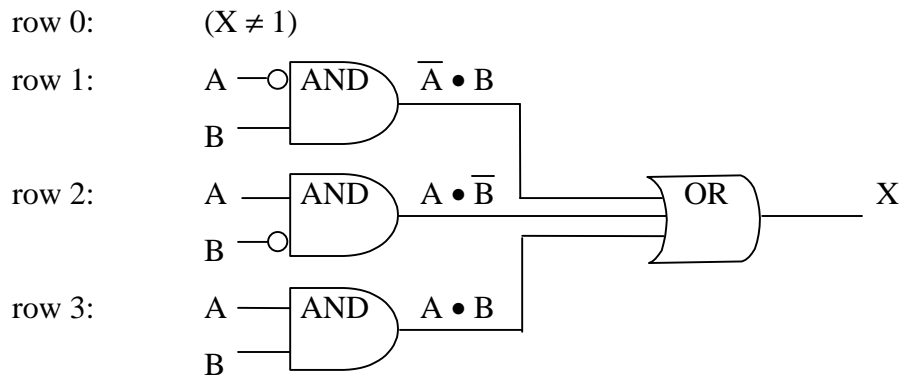 row 0: (X ≠ 1)
row 1: A AND A̅ • B
B
row 2: A AND A • B̅ OR X
B
row 3: A AND A • B
B